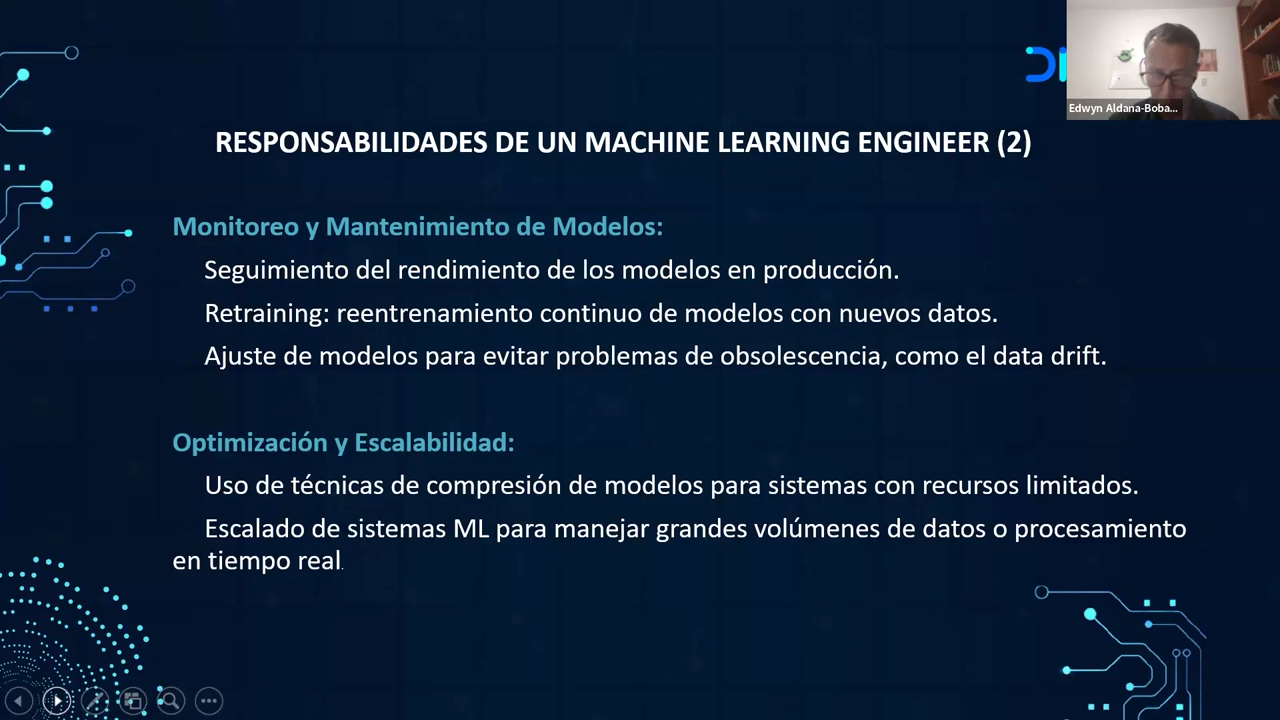 Edwyn Aldana-Boba...
RESPONSABILIDADES DE UN MACHINE LEARNING ENGINEER (2)
Monitoreo y Mantenimiento de Modelos:
Seguimiento del rendimiento de los modelos en producción.
Retraining: reentrenamiento continuo de modelos con nuevos datos.
Ajuste de modelos para evitar problemas de obsolescencia, como el data drift.
Optimización y Escalabilidad:
Uso de técnicas de compresión de modelos para sistemas con recursos limitados.
Escalado de sistemas ML para manejar grandes volúmenes de datos o procesamiento
en tiempo real.